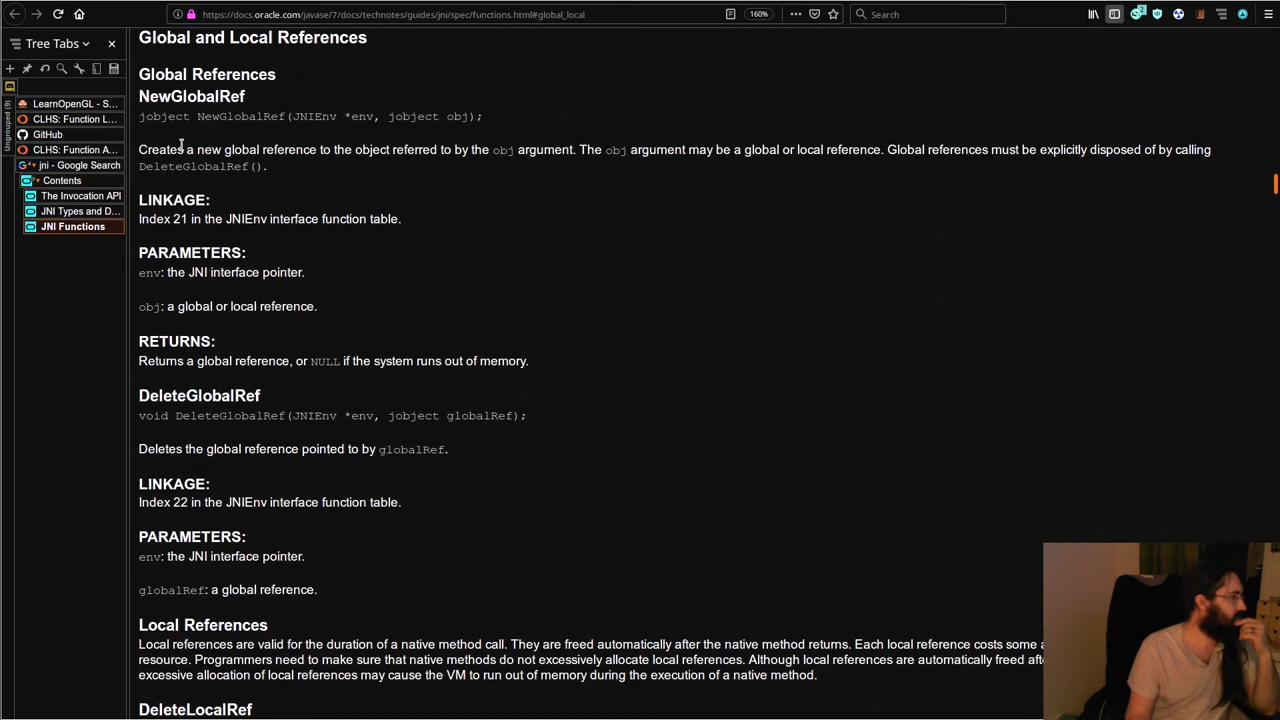 https://docs.oracle.com/javase/7/docs/technotes/guides/jni/spec/functions.html#global_local
160%
Search
Tree Tabs
Ungrouped (9)
LearnOpenGL - S...
CLHS: Function L...
GitHub
CLHS: Function A...
jni - Google Search
Contents
The Invocation API
JNI Types and D...
JNI Functions
Global and Local References
Global References
NewGlobalRef
jobject NewGlobalRef(JNIEnv *env, jobject obj);
Creates a new global reference to the object referred to by the obj argument. The obj argument may be a global or local reference. Global references must be explicitly disposed of by calling
DeleteGlobalRef().
LINKAGE:
Index 21 in the JNIEnv interface function table.
PARAMETERS:
env: the JNI interface pointer.
obj: a global or local reference.
RETURNS:
Returns a global reference, or NULL if the system runs out of memory.
DeleteGlobalRef
void DeleteGlobalRef(JNIEnv *env, jobject globalRef);
Deletes the global reference pointed to by globalRef.
LINKAGE:
Index 22 in the JNIEnv interface function table.
PARAMETERS:
env: the JNI interface pointer.
globalRef: a global reference.
Local References
Local references are valid for the duration of a native method call. They are freed automatically after the native method returns. Each local reference costs some a
resource. Programmers need to make sure that native methods do not excessively allocate local references. Although local references are automatically freed afte
excessive allocation of local references may cause the VM to run out of memory during the execution of a native method.
DeleteLocalRef